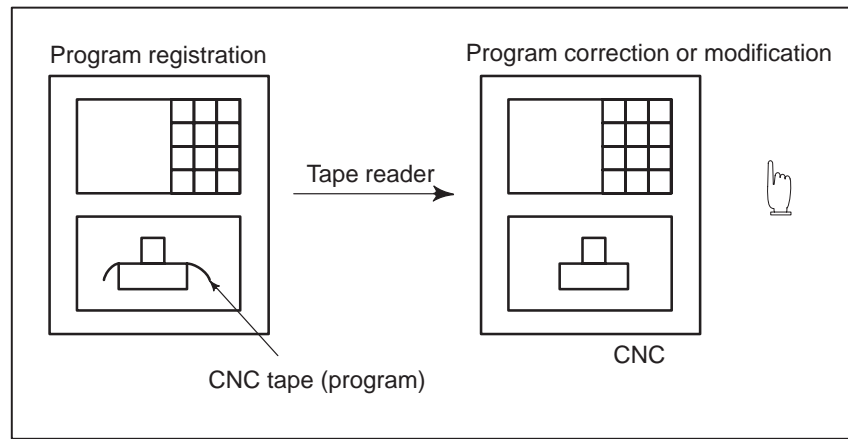 Program registration
Program correction or modification
Tape reader
CNC tape (program)
CNC